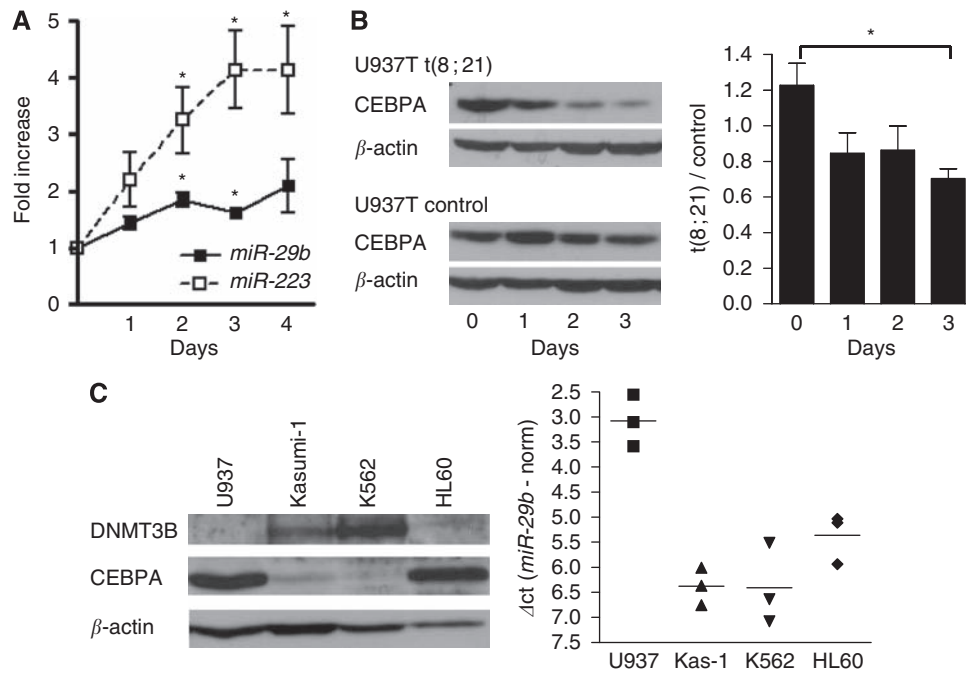 A
Fold increase
5
4
3
2
1
0
*
*
*
*
*
miR-29b
miR-223
1 2 3 4
Days
B
U937T t(8;21)
CEBPA
β-actin
U937T control
CEBPA
β-actin
0 1 2 3
Days
t(8;21) / control
1.4
1.2
1.0
0.8
0.6
0.4
0.2
0.0
*
0 1 2 3
Days
C
U937 Kasumi-1 K562 HL60
DNMT3B
CEBPA
β-actin
Δct (miR-29b - norm)
2.5
3.0
3.5
4.0
4.5
5.0
5.5
6.0
6.5
7.0
7.5
U937 Kas-1 K562 HL60